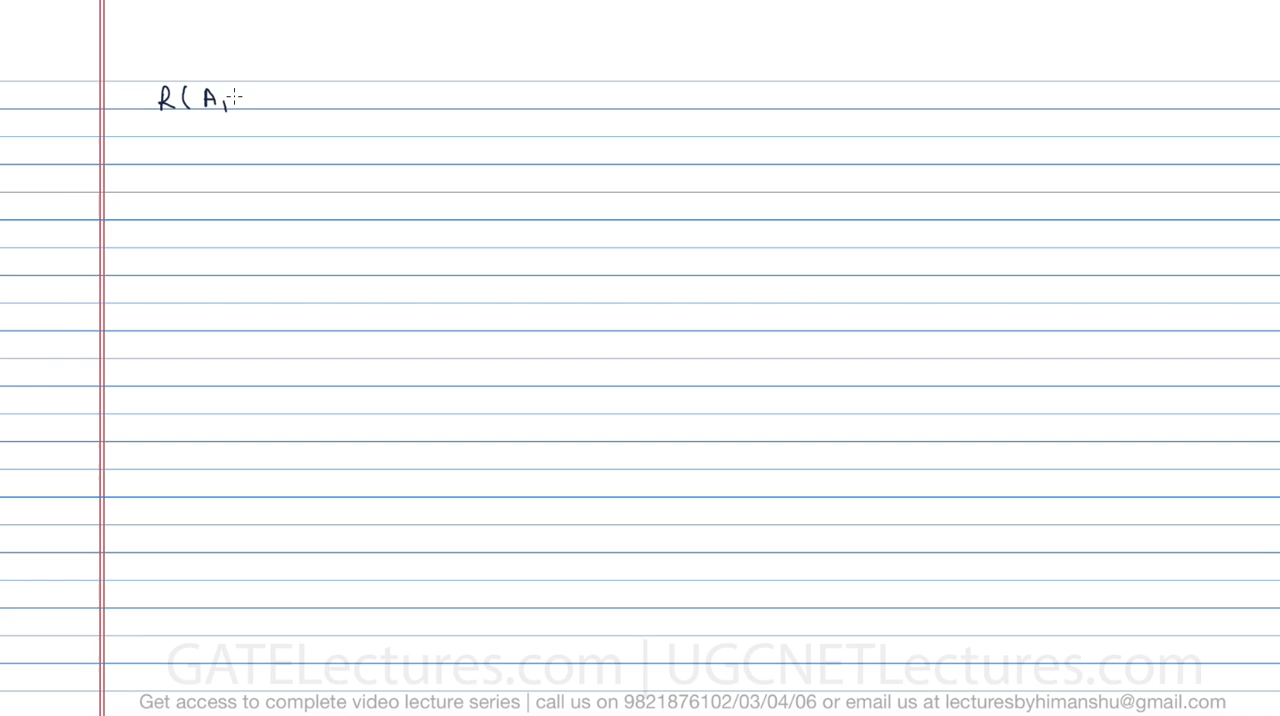 R( A,
GATELectures.com | UGCNETLectures.com
Get access to complete video lecture series | call us on 9821876102/03/04/06 or email us at lecturesbyhimanshu@gmail.com